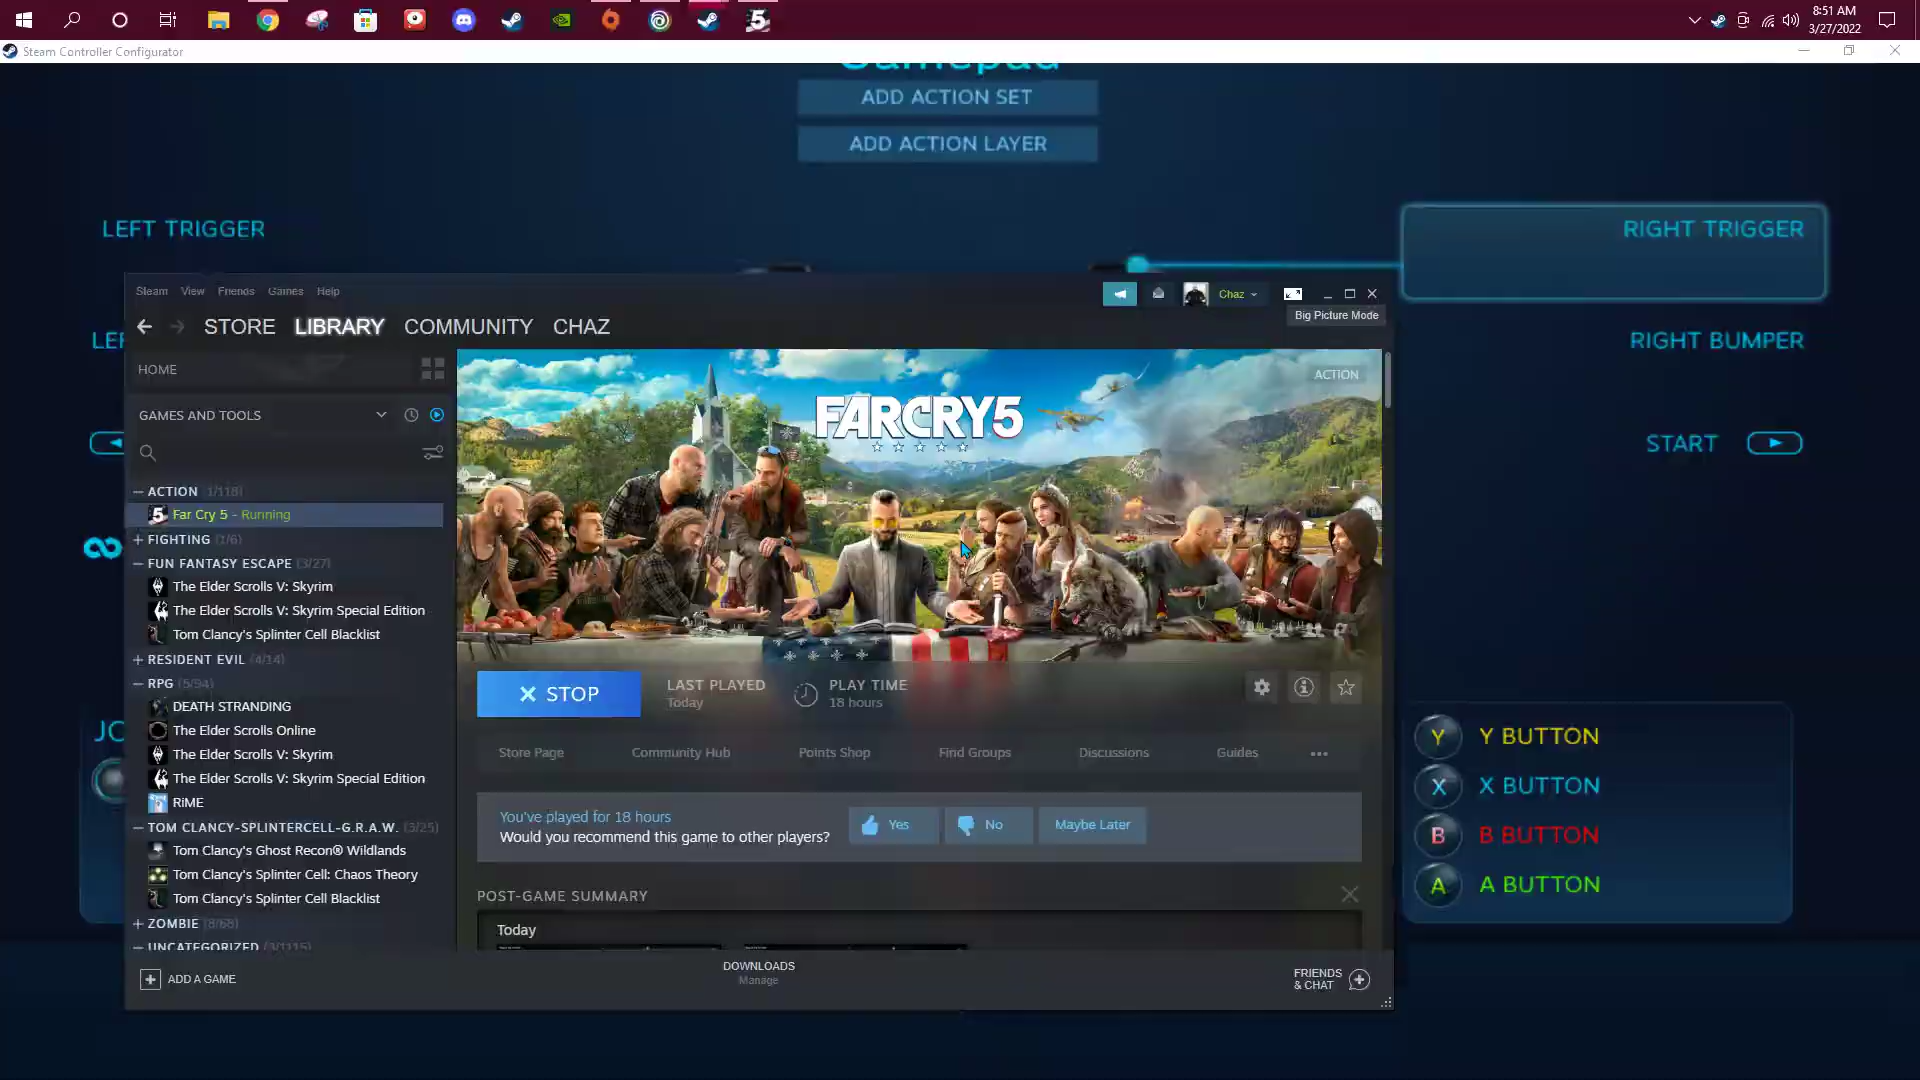 8:51 AM
3/27/2022
Steam Controller Configurator
ADD ACTION SET
ADD ACTION LAYER
LEFT TRIGGER
RIGHT TRIGGER
RIGHT BUMPER
START
Y Y BUTTON
X X BUTTON
B B BUTTON
A A BUTTON
Steam View Friends Games Help
Chaz
Big Picture Mode
STORE LIBRARY COMMUNITY CHAZ
HOME
GAMES AND TOOLS
ACTION (1/118)
5 Far Cry 5 - Running
FIGHTING (1/6)
FUN FANTASY ESCAPE (3/27)
The Elder Scrolls V: Skyrim
The Elder Scrolls V: Skyrim Special Edition
Tom Clancy's Splinter Cell Blacklist
RESIDENT EVIL (4/14)
RPG (5/94)
DEATH STRANDING
The Elder Scrolls Online
The Elder Scrolls V: Skyrim
The Elder Scrolls V: Skyrim Special Edition
RiME
TOM CLANCY-SPLINTERCELL-G.R.A.W. (3/25)
Tom Clancy's Ghost Recon® Wildlands
Tom Clancy's Splinter Cell: Chaos Theory
Tom Clancy's Splinter Cell Blacklist
ZOMBIE (8/68)
UNCATEGORIZED (3/1115)
ADD A GAME
ACTION
FARCRY5
STOP
LAST PLAYED
Today
PLAY TIME
18 hours
Store Page Community Hub Points Shop Find Groups Discussions Guides
You've played for 18 hours
Would you recommend this game to other players?
Yes No Maybe Later
POST-GAME SUMMARY
Today
DOWNLOADS
Manage
FRIENDS
& CHAT